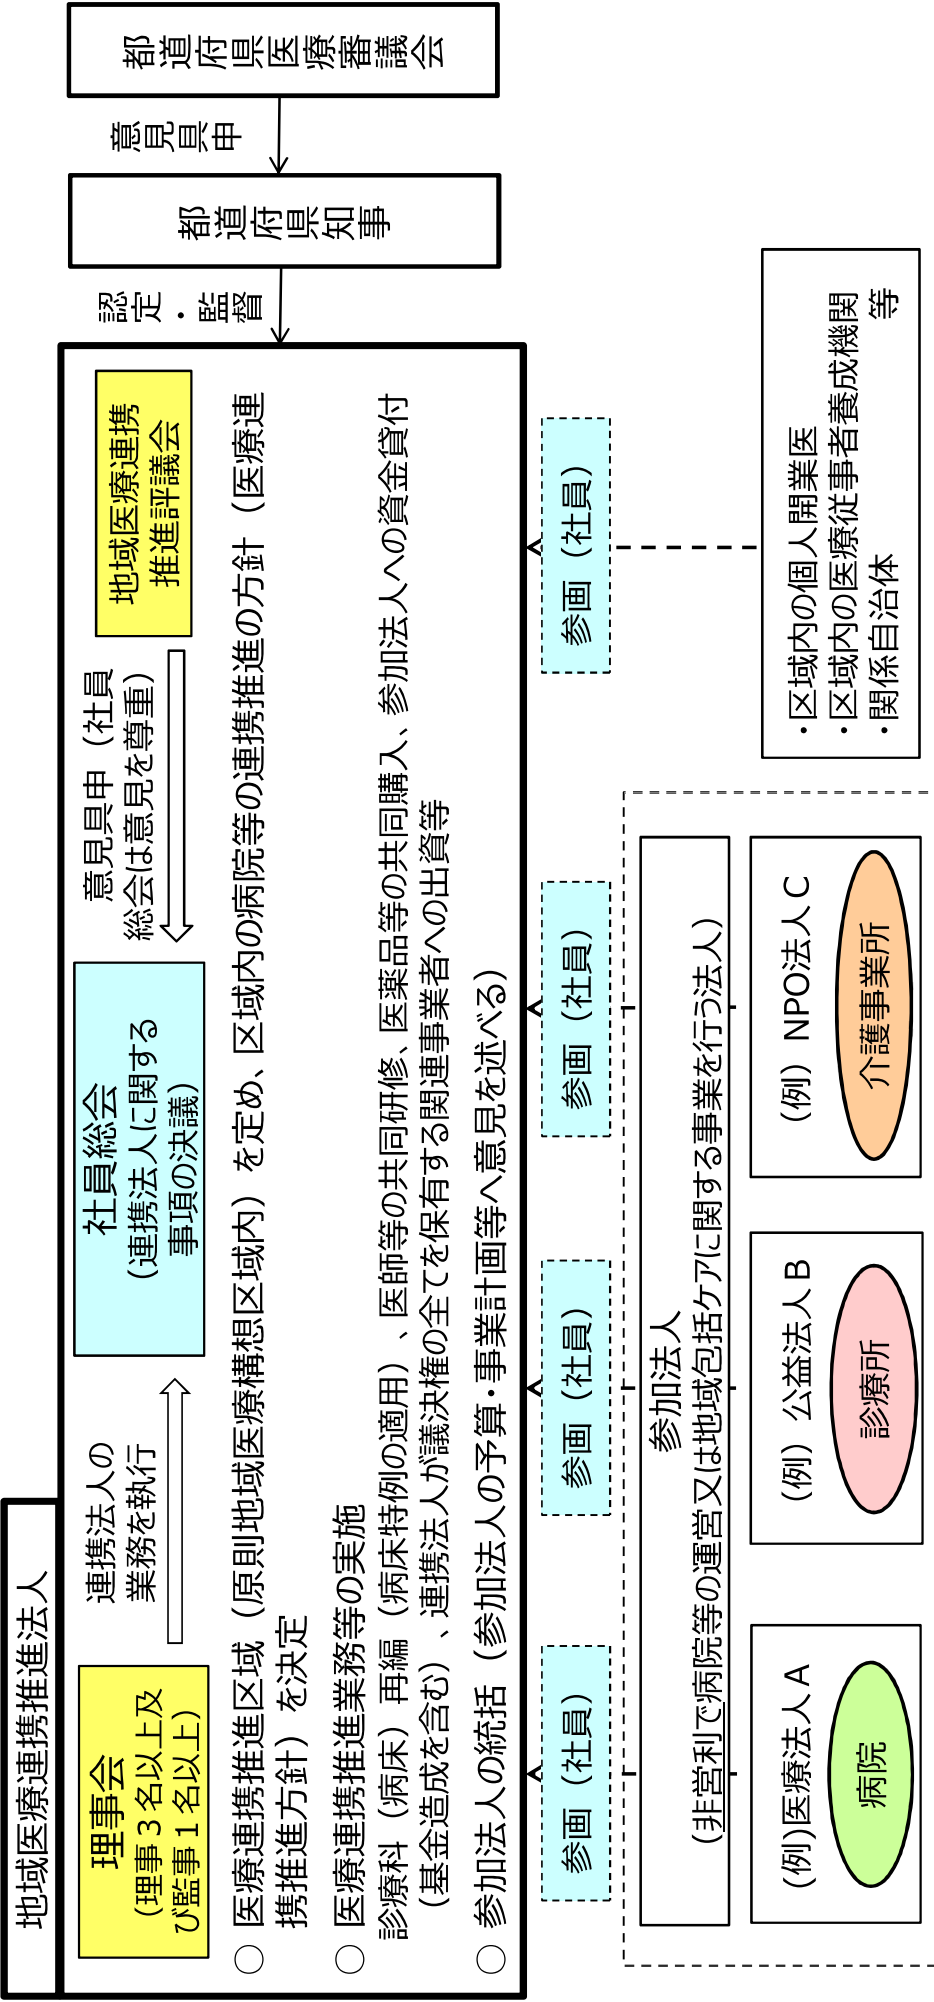 地域医療連携推進法人
理事会
(理事３名以上及
び監事１名以上)
連携法人の
業務を執行
社員総会
(連携法人に関する
事項の決議)
意見具申（社員
総会は意見を尊重)
地域医療連携
推進評議会
認定・監督
都道府県知事
意見具申
都道府県医療審議会
○ 医療連携推進区域（原則地域医療構想区域内）を定め、区域内の病院等の連携推進の方針（医療連
携推進方針）を決定
○ 医療連携推進業務等の実施
診療科（病床）再編（病床特例の適用）、医師等の共同研修、医薬品等の共同購入、参加法人への資金貸付
（基金造成を含む）、連携法人が議決権の全てを保有する関連事業者への出資等
○ 参加法人の統括（参加法人の予算・事業計画等へ意見を述べる）
参画（社員）
参画（社員）
参画（社員）
参画（社員）
参加法人
(非営利で病院等の運営又は地域包括ケアに関する事業を行う法人)
(例)医療法人Ａ
病院
(例）公益法人Ｂ
診療所
(例）NPO法人Ｃ
介護事業所
・区域内の個人開業医
・区域内の医療従事者養成機関
・関係自治体　等